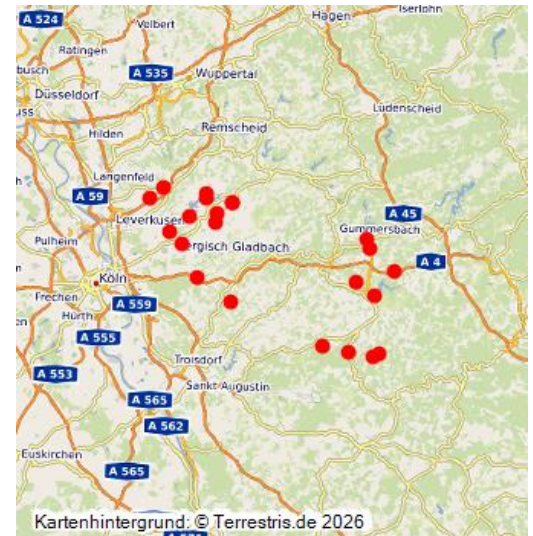 Hagen
Iserlohn
A 524
Velbert
Ratingen
busch
A 535
Wuppertal
Düsseldorf
uss
Lüdenscheid
Hilden
Remscheid
Langenfeld
h
A 59
A 45
Leverkusen
Gummersbach
Pulheim
ergisch Gladbach
A 4
Köln
Frechen
A 559
Hürth
en
A 555
Troisdorf
A 553
Sankt Augustin
A 565
A 562
Euskirchen
A 565
Kartenhintergrund: © Terrestris.de 2026